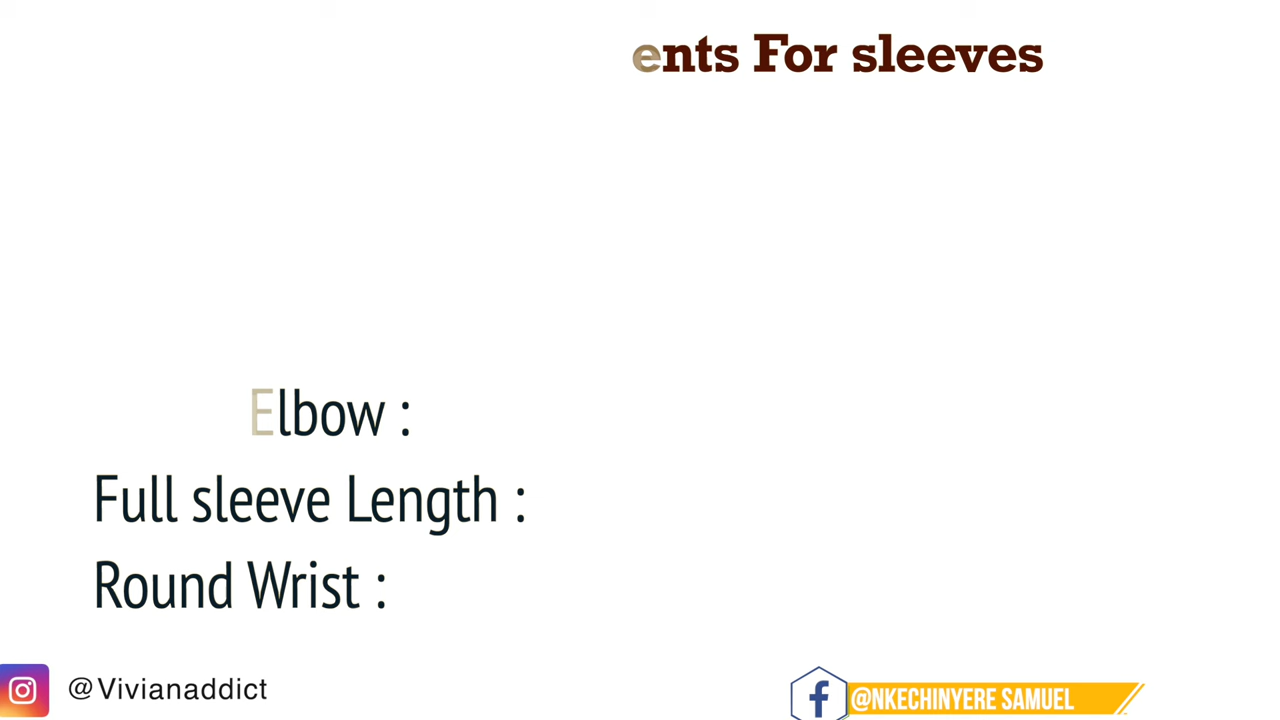 ents For sleeves
Elbow :
Full sleeve Length :
Round Wrist :
@Vivianaddict
@NKECHINYERE SAMUEL